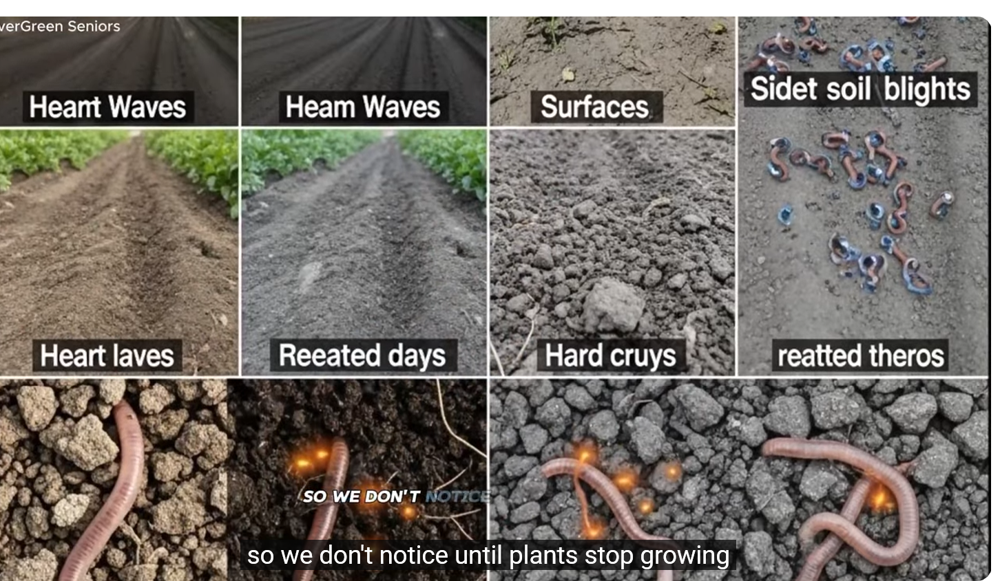 verGreen Seniors
Heamt Waves
Heam Waves
Surfaces
Sidet soil blights
Heart laves
Reeated days
Hard cruys
reatted theros
SO WE DON'T NOTICE
so we don't notice until plants stop growing